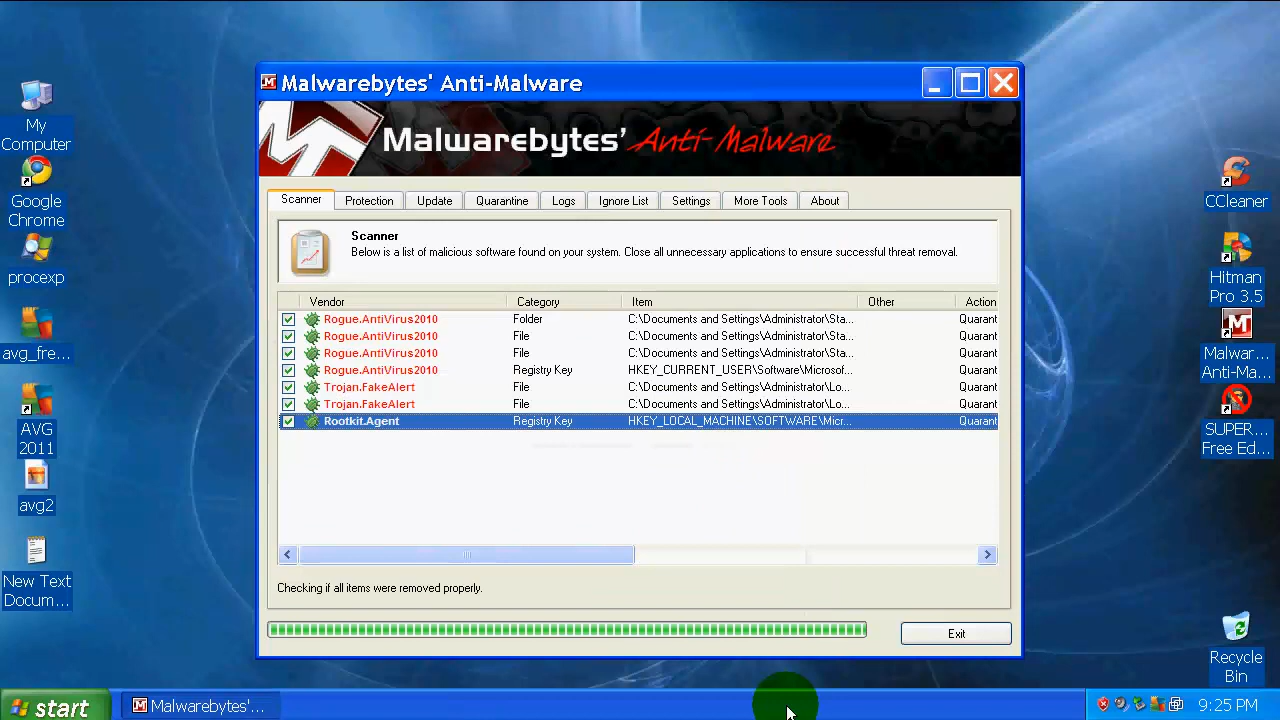 Malwarebytes' Anti-Malware
Malwarebytes' Anti-Malware
Scanner Protection Update Quarantine Logs Ignore List Settings More Tools About
Scanner
Below is a list of malicious software found on your system. Close all unnecessary applications to ensure successful threat removal.
Vendor Category Item Other Action
Rogue.AntiVirus2010 Folder C:\Documents and Settings\Administrator\Sta... Quarant
Rogue.AntiVirus2010 File C:\Documents and Settings\Administrator\Sta... Quarant
Rogue.AntiVirus2010 File C:\Documents and Settings\Administrator\Sta... Quarant
Rogue.AntiVirus2010 Registry Key HKEY_CURRENT_USER\Software\Microsof... Quarant
Trojan.FakeAlert File C:\Documents and Settings\Administrator\Lo... Quarant
Trojan.FakeAlert File C:\Documents and Settings\Administrator\Lo... Quarant
Rootkit.Agent Registry Key HKEY_LOCAL_MACHINE\SOFTWARE\Micr... Quarant
Checking if all items were removed properly.
Exit
My
Computer
Google
Chrome
procexp
avg_fre...
AVG
2011
avg2
New Text
Docum...
CCleaner
Hitman
Pro 3.5
Malwar...
Anti-Ma...
SUPER...
Free Ed...
Recycle
Bin
start
Malwarebytes'...
9:25 PM